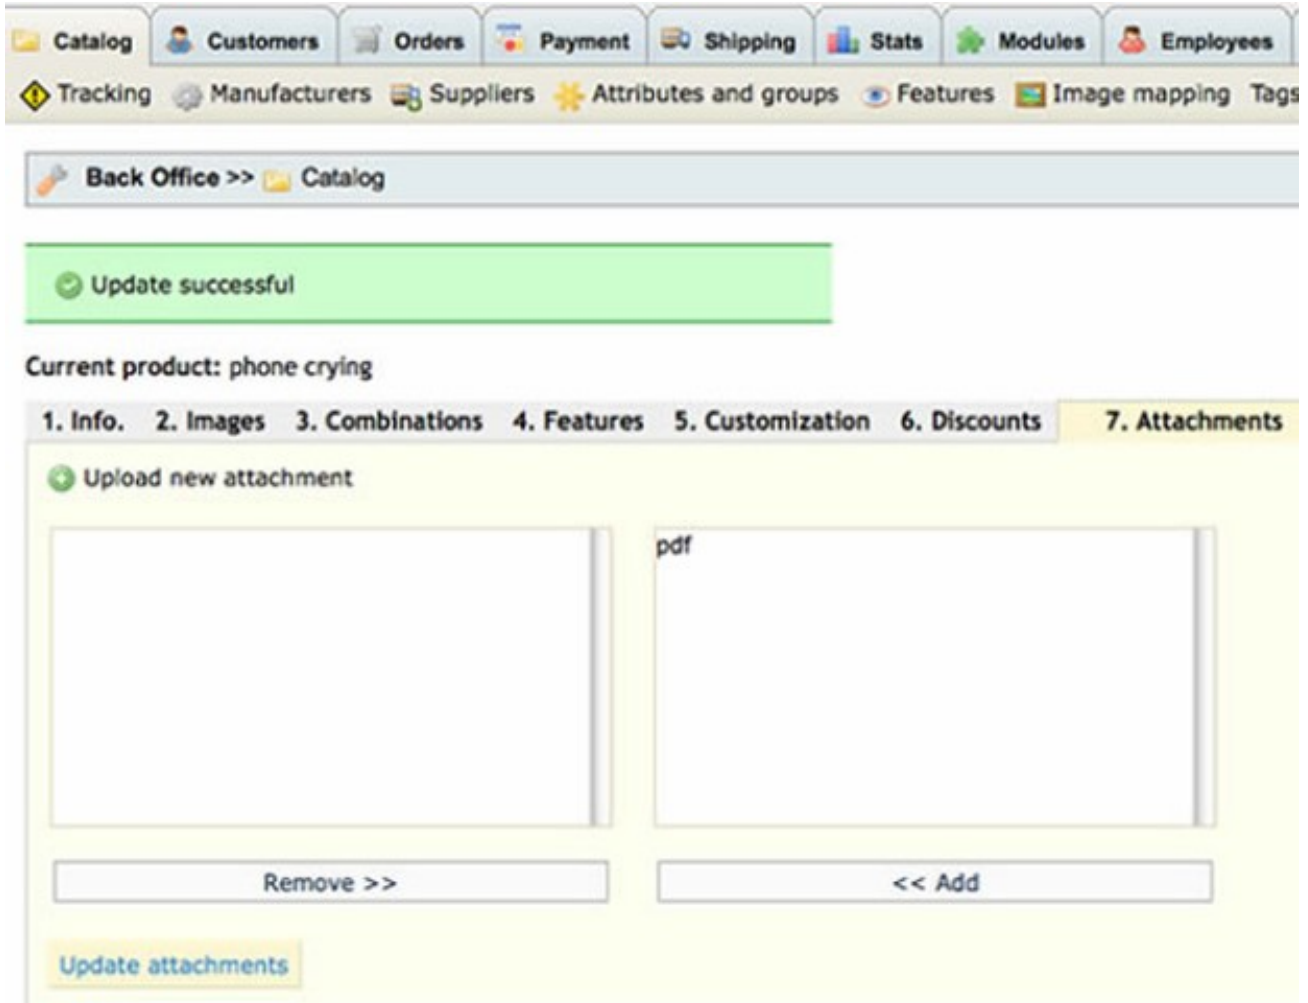 Catalog Customers Orders Payment Shipping Stats Modules Employees
Tracking Manufacturers Suppliers Attributes and groups Features Image mapping Tags
Back Office >> Catalog
Update successful
Current product: phone crying
1. Info. 2. Images 3. Combinations 4. Features 5. Customization 6. Discounts 7. Attachments
Upload new attachment
pdf
Remove >> << Add
Update attachments